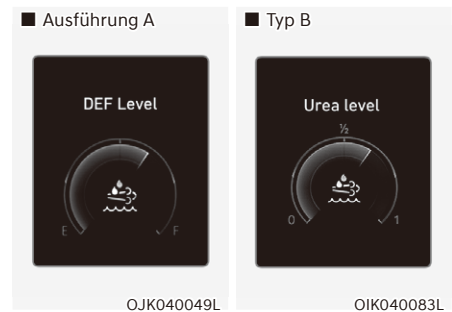 ■ Ausführung A
DEF Level
E F
OJK040049L
■ Typ B
Urea level
½
0 1
OIK040083L